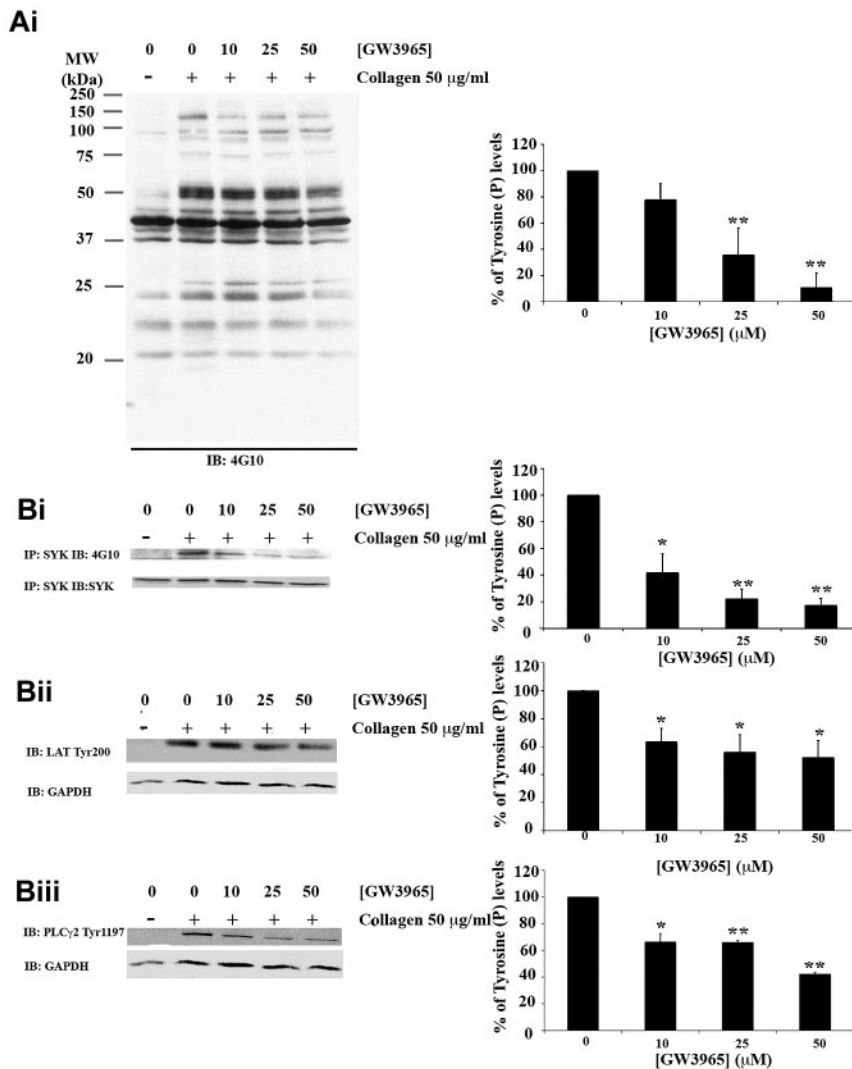 Ai
0 0 10 25 50 [GW3965]
MW
(kDa)
- + + + + Collagen 50 μg/ml
250
150
100
75
50
37
25
20
IB: 4G10
% of Tyrosine (P) levels
120
100
80
60
40
20
0
** **
0 10 25 50
[GW3965] (μM)
Bi
0 0 10 25 50 [GW3965]
- + + + + Collagen 50 μg/ml
IP: SYK IB: 4G10
IP: SYK IB:SYK
% of Tyrosine (P) levels
120
100
80
60
40
20
0
* ** **
0 10 25 50
[GW3965] (μM)
Bii
0 0 10 25 50 [GW3965]
- + + + + Collagen 50 μg/ml
IB: LAT Tyr200
IB: GAPDH
% of Tyrosine (P) levels
100
80
60
40
20
0
* * *
0 10 25 50
[GW3965] (μM)
Biii
0 0 10 25 50 [GW3965]
- + + + + Collagen 50 μg/ml
IB: PLCγ2 Tyr1197
IB: GAPDH
% of Tyrosine (P) levels
120
100
80
60
40
20
0
* ** **
0 10 25 50
[GW3965] (μM)